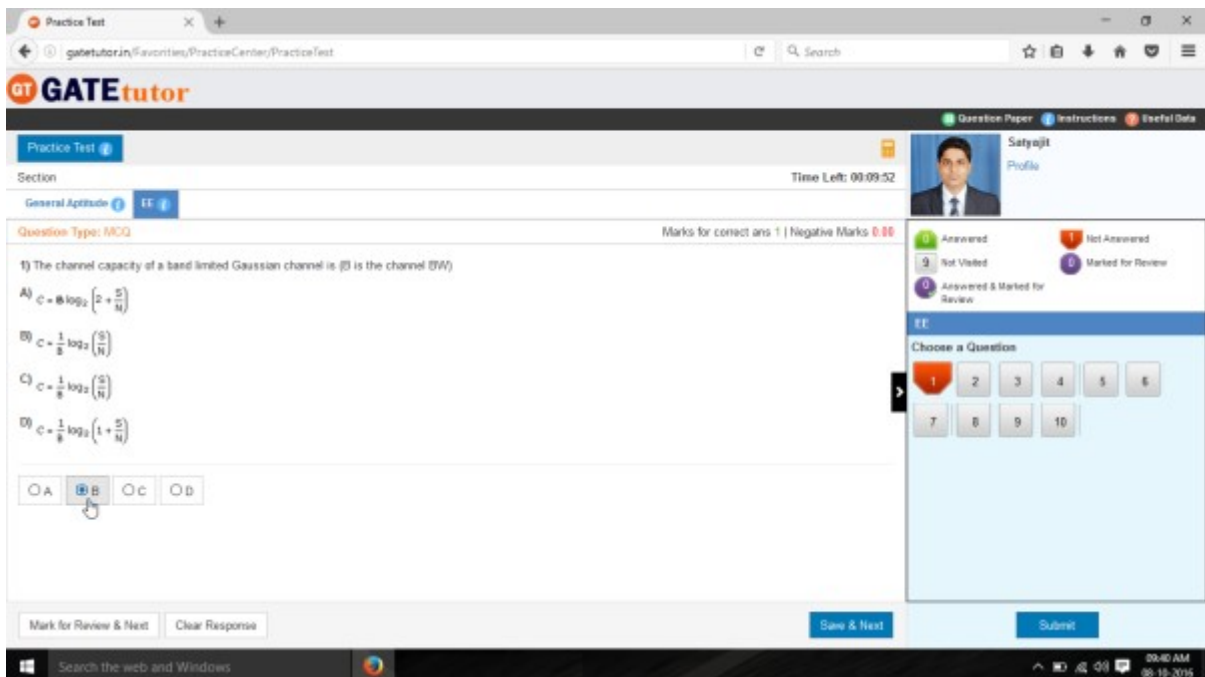 Practice Test
gatetutor.in/Favorities/PracticeCenter/PracticeTest
Search
GT GATEtutor
Question Paper Instructions Useful Data
Practice Test
Satyajit
Profile
Section Time Left: 00:09:52
General Aptitude EE
Question Type: MCQ Marks for correct ans 1 | Negative Marks 0.00
0 Answered 1 Not Answered
9 Not Visited 0 Marked for Review
0 Answered & Marked for
Review
1) The channel capacity of a band limited Gaussian channel is (B is the channel BW)
A) C = B log₂ (2 + S/N)
B) C = 1/B log₂ (S/N)
C) C = 1/B log₂ (S/N)
D) C = 1/B log₂ (1 + S/N)
A B C D
EE
Choose a Question
1 2 3 4 5 6
7 8 9 10
Mark for Review & Next Clear Response Save & Next Submit
Search the web and Windows
09:40 AM
08-10-2016